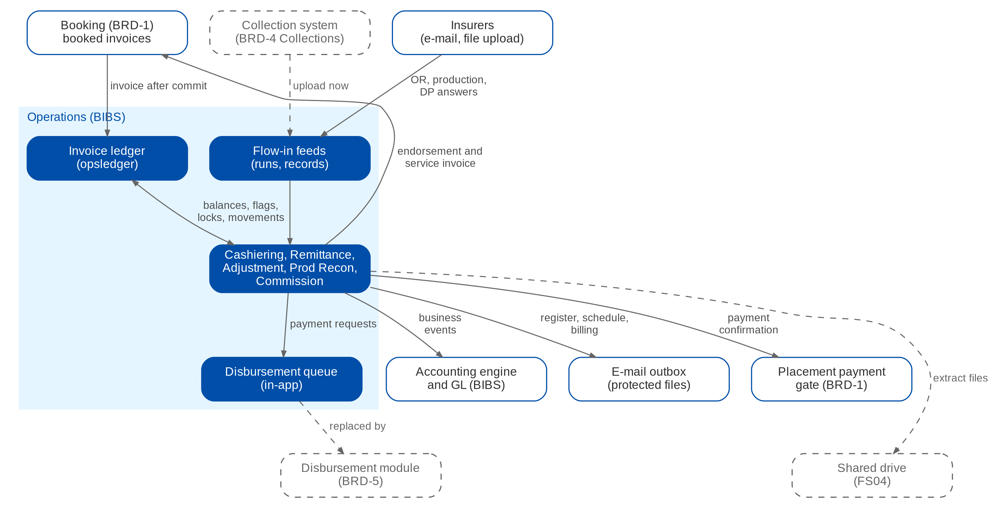 Booking (BRD-1)
booked invoices
Collection system
(BRD-4 Collections)
Insurers
(e-mail, file upload)
invoice after commit
upload now
OR, production,
DP answers
Operations (BIBS)
Invoice ledger
(opsledger)
Flow-in feeds
(runs, records)
endorsement and
service invoice
balances, flags,
locks, movements
Cashiering, Remittance,
Adjustment, Prod Recon,
Commission
payment requests
business
events
register, schedule,
billing
payment
confirmation
Disbursement queue
(in-app)
Accounting engine
and GL (BIBS)
E-mail outbox
(protected files)
Placement payment
gate (BRD-1)
extract files
replaced by
Disbursement module
(BRD-5)
Shared drive
(FS04)